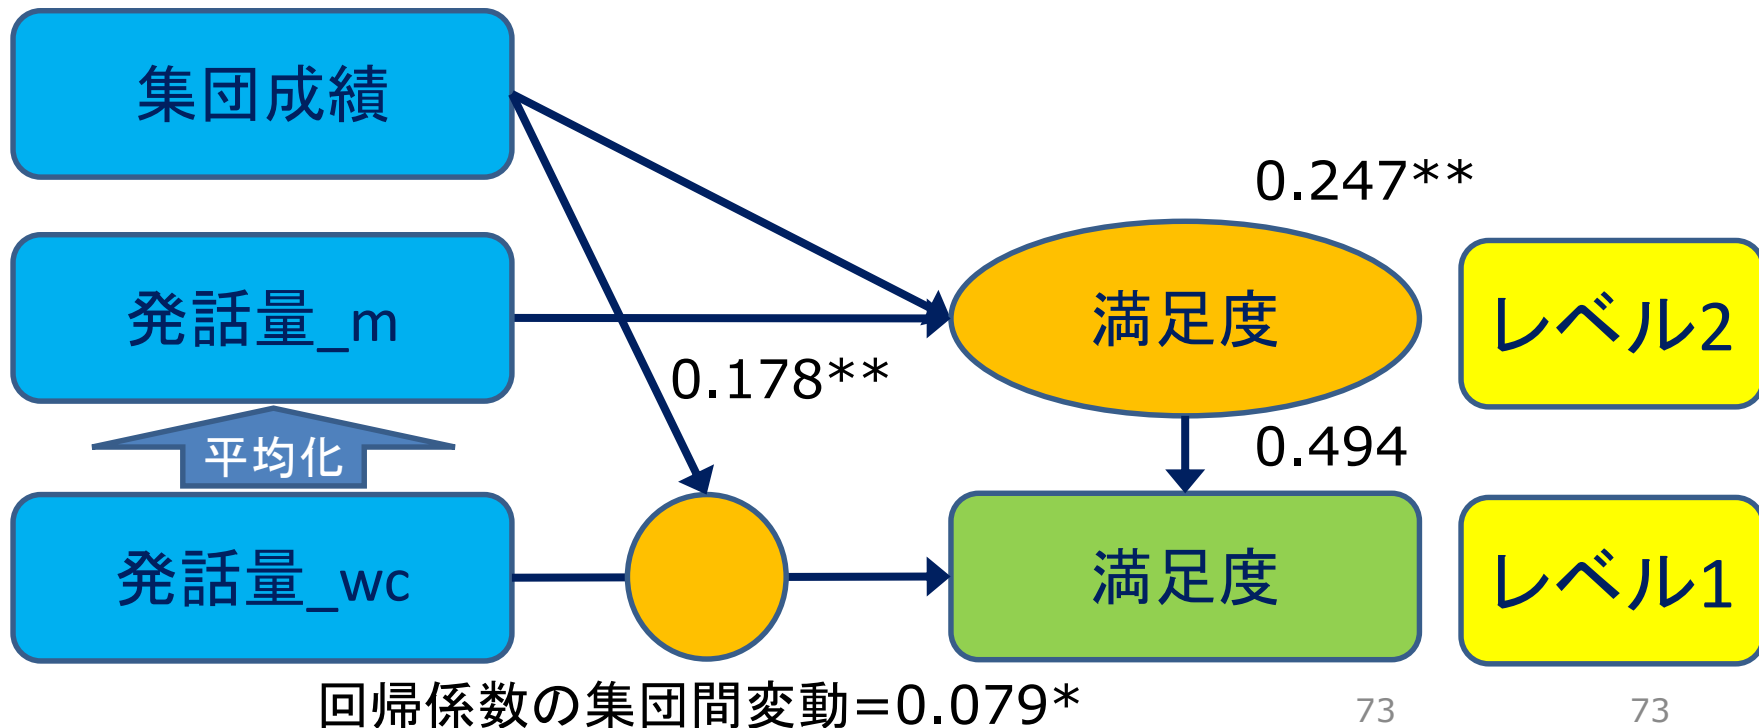 集団成績
0.247**
発話量_m
満足度
レベル2
0.178**
平均化
0.494
発話量_wc
満足度
レベル1
回帰係数の集団間変動=0.079*
73
73